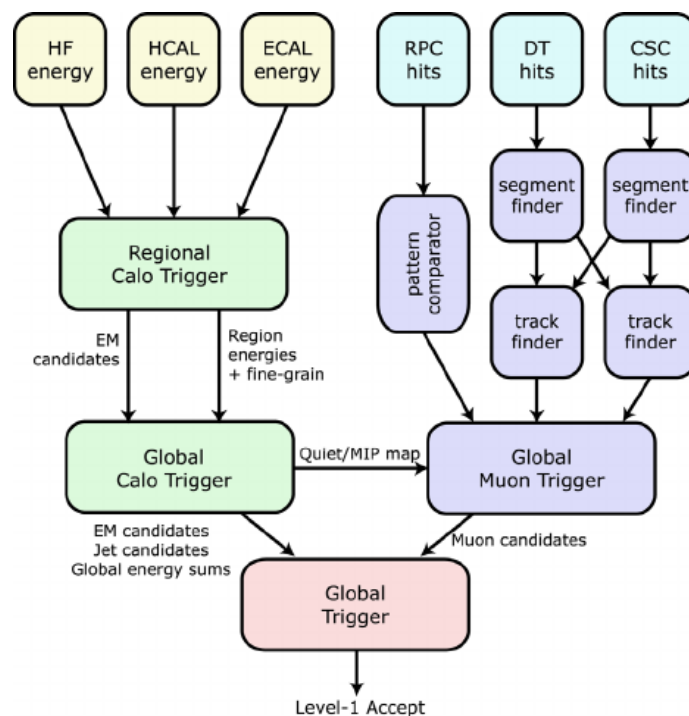 HF
energy
HCAL
energy
ECAL
energy
RPC
hits
DT
hits
CSC
hits
segment
finder
segment
finder
pattern
comparator
Regional
Calo Trigger
track
finder
track
finder
EM
candidates
Region
energies
+ fine-grain
Global
Calo Trigger
Quiet/MIP map
Global
Muon Trigger
EM candidates
Jet candidates
Global energy sums
Muon candidates
Global
Trigger
Level-1 Accept